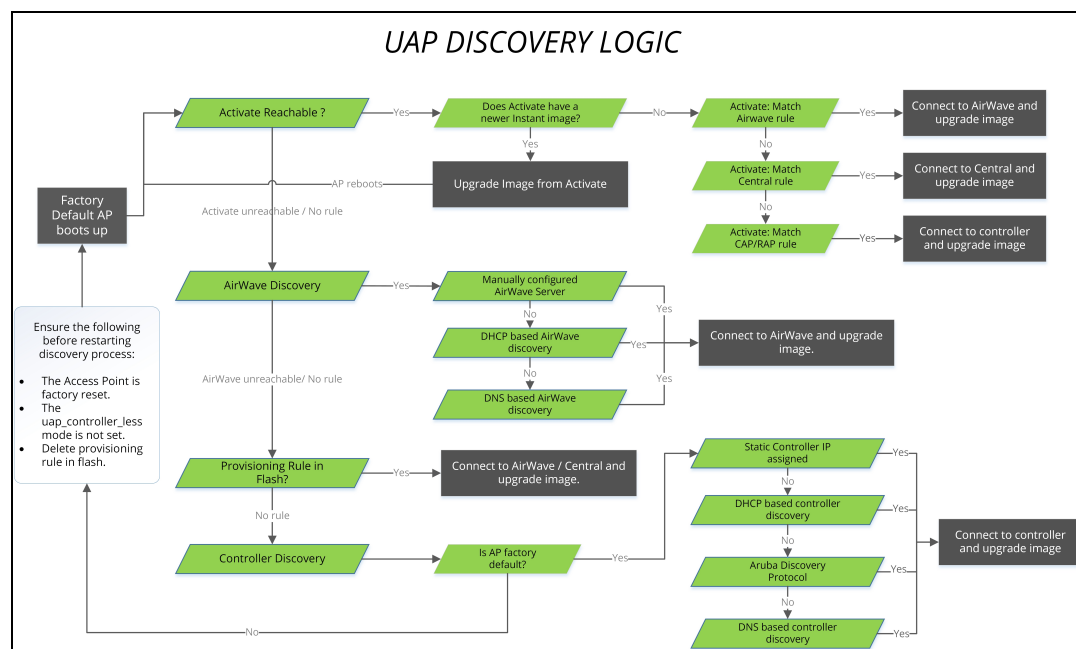 UAP DISCOVERY LOGIC
Activate Reachable ?
Yes
Does Activate have a
newer Instant image?
No
Activate: Match
Airwave rule
Yes
Connect to AirWave and
upgrade image
Yes
No
AP reboots
Upgrade Image from Activate
Activate: Match
Central rule
Yes
Connect to Central and
upgrade image
Factory
Default AP
boots up
Activate unreachable / No rule
No
Activate: Match
CAP/RAP rule
Yes
Connect to controller
and upgrade image
AirWave Discovery
Yes
Manually configured
AirWave Server
Yes
No
Ensure the following
before restarting
discovery process:
• The Access Point is
factory reset.
• The
uap_controller_less
mode is not set.
• Delete provisioning
rule in flash.
DHCP based AirWave
discovery
Yes
Connect to AirWave and upgrade
image.
AirWave unreachable/ No rule
No
Yes
DNS based AirWave
discovery
Provisioning Rule in
Flash?
Yes
Connect to AirWave / Central and
upgrade image.
Static Controller IP
assigned
Yes
No
No rule
DHCP based controller
discovery
Yes
No
Controller Discovery
Is AP factory
default?
Yes
Connect to controller
and upgrade image
Aruba Discovery
Protocol
Yes
No
No
DNS based controller
discovery
Yes